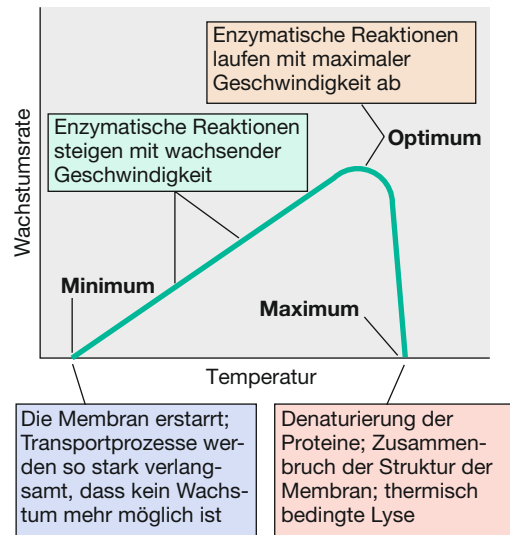 Enzymatische Reaktionen
laufen mit maximaler
Geschwindigkeit ab
Enzymatische Reaktionen
steigen mit wachsender
Geschwindigkeit
Optimum
Wachstumsrate
Minimum
Maximum
Temperatur
Die Membran erstarrt;
Transportprozesse wer-
den so stark verlang-
samt, dass kein Wachs-
tum mehr möglich ist
Denaturierung der
Proteine; Zusammen-
bruch der Struktur der
Membran; thermisch
bedingte Lyse